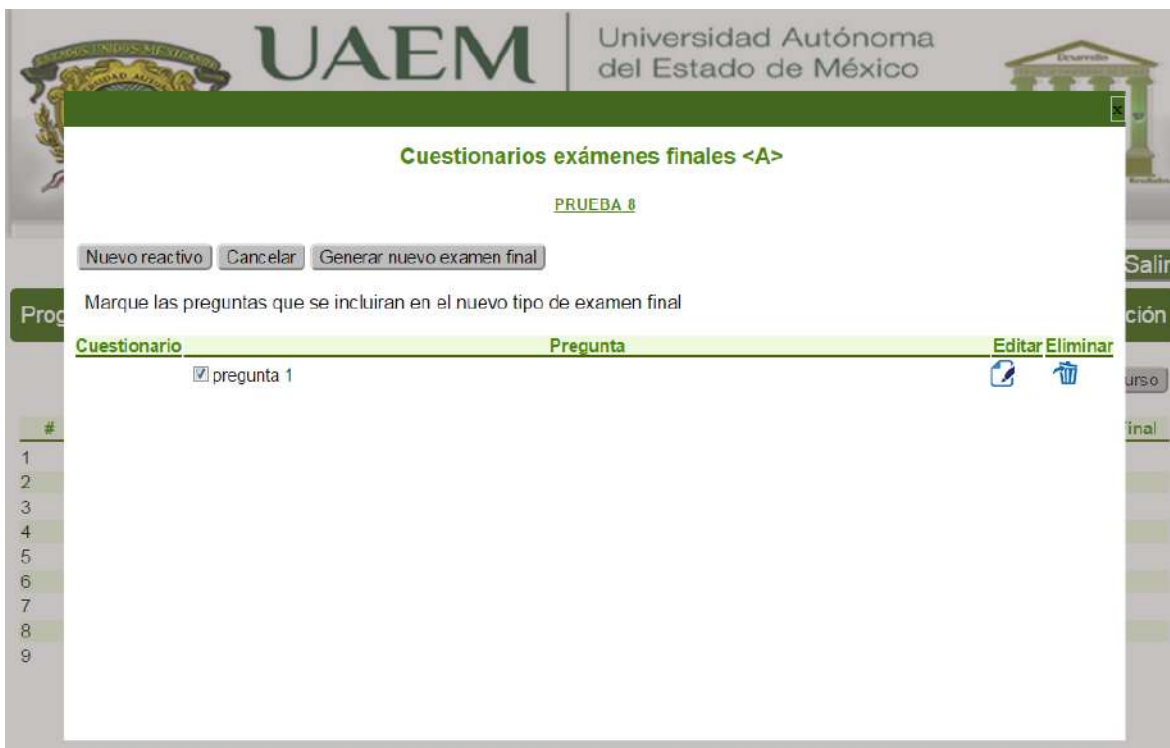 UAEM
Universidad Autónoma
del Estado de México
x
Cuestionarios exámenes finales <A>
PRUEBA 8
Nuevo reactivo Cancelar Generar nuevo examen final
Salir
Marque las preguntas que se incluiran en el nuevo tipo de examen final
Prog
ción
Cuestionario Pregunta Editar Eliminar
pregunta 1
urso
#
inal
1
2
3
4
5
6
7
8
9